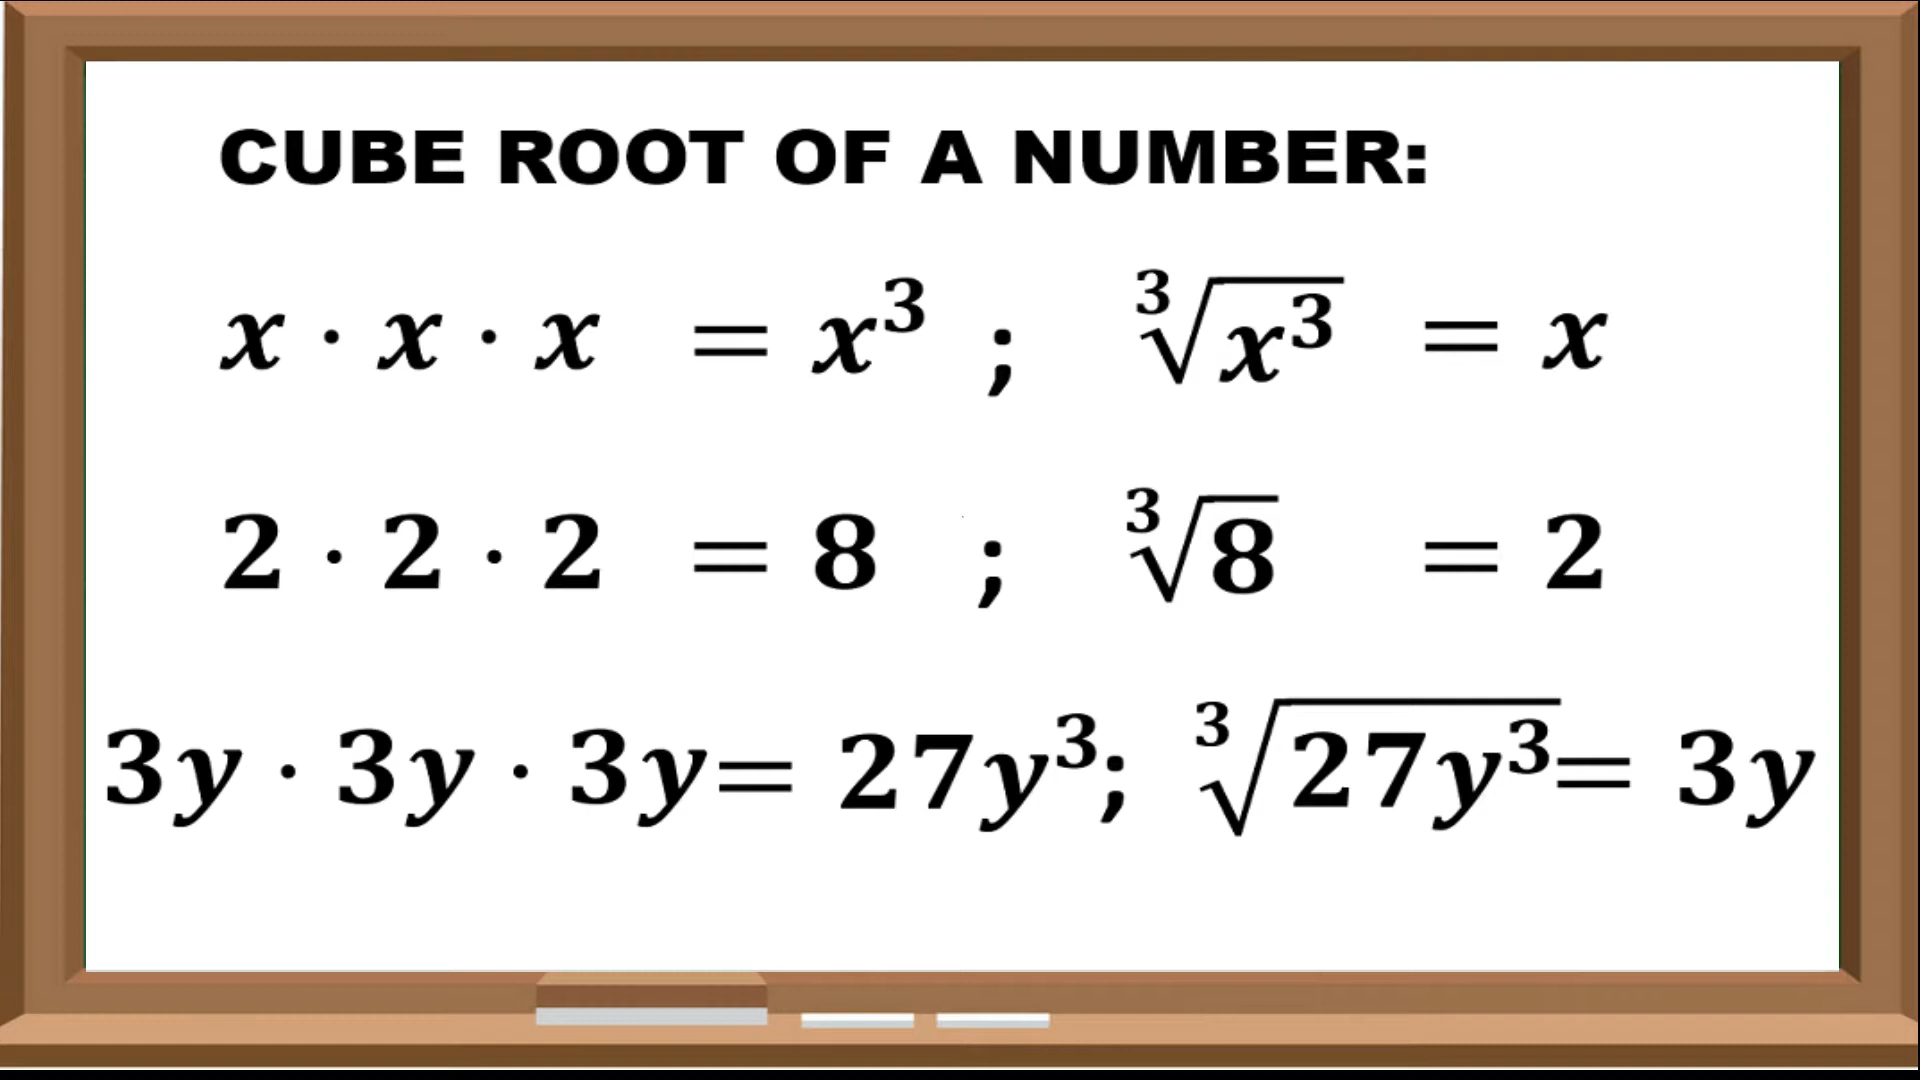 CUBE ROOT OF A NUMBER:
x · x · x = x³ ; ∛x³ = x
2 · 2 · 2 = 8 ; ∛8 = 2
3y · 3y · 3y= 27y³; ∛27y³= 3y